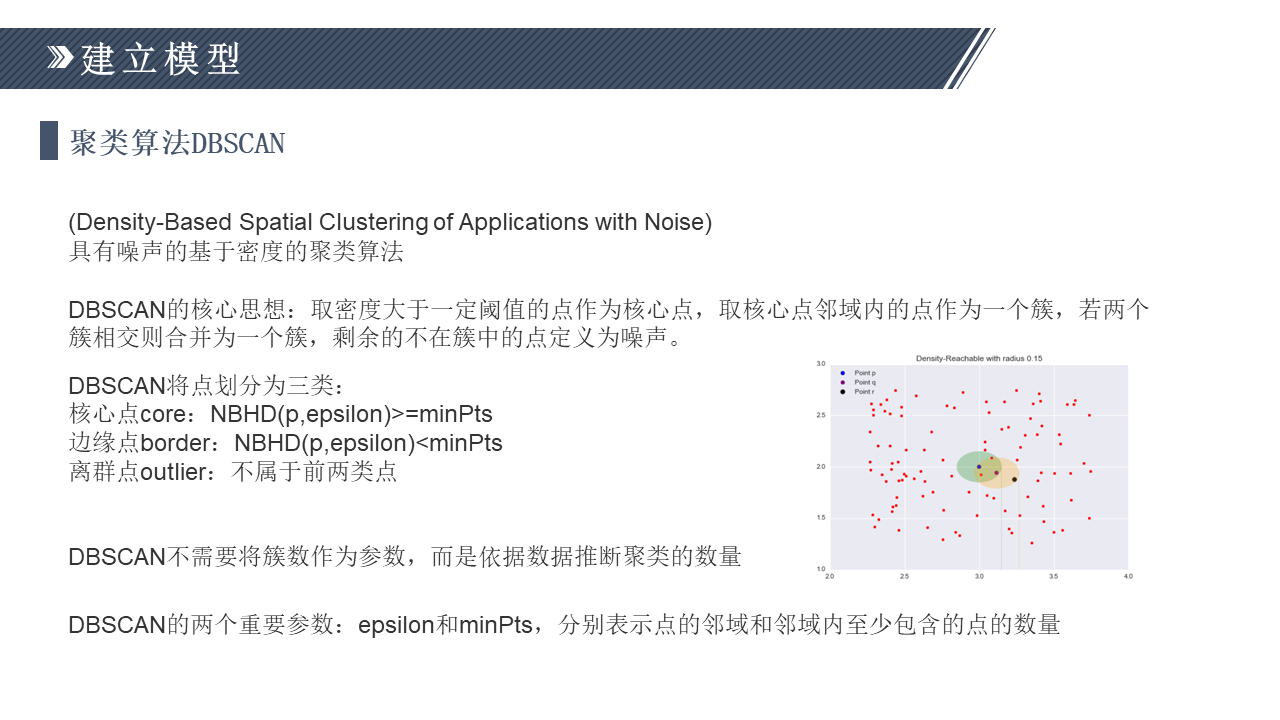 建立模型
聚类算法DBSCAN
(Density-Based Spatial Clustering of Applications with Noise)
具有噪声的基于密度的聚类算法
DBSCAN的核心思想：取密度大于一定阈值的点作为核心点，取核心点邻域内的点作为一个簇，若两个
簇相交则合并为一个簇，剩余的不在簇中的点定义为噪声。
DBSCAN将点划分为三类：
核心点core：NBHD(p,epsilon)>=minPts
边缘点border：NBHD(p,epsilon)<minPts
离群点outlier：不属于前两类点
Density-Reachable with radius 0.15
Point p
Point q
Point r
3.0
2.5
2.0
1.5
1.0
2.0 2.5 3.0 3.5 4.0
DBSCAN不需要将簇数作为参数，而是依据数据推断聚类的数量
DBSCAN的两个重要参数：epsilon和minPts，分别表示点的邻域和邻域内至少包含的点的数量